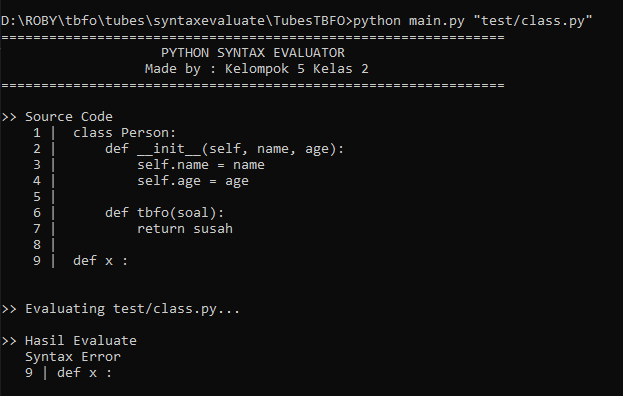 D:\ROBY\tbfo\tubes\syntaxevaluate\TubesTBFO>python main.py "test/class.py"
===============================================================
PYTHON SYNTAX EVALUATOR
Made by : Kelompok 5 Kelas 2
===============================================================
>> Source Code
1 |  class Person:
2 |      def __init__(self, name, age):
3 |          self.name = name
4 |          self.age = age
5 |
6 |      def tbfo(soal):
7 |          return susah
8 |
9 |  def x :
>> Evaluating test/class.py...
>> Hasil Evaluate
Syntax Error
9 | def x :